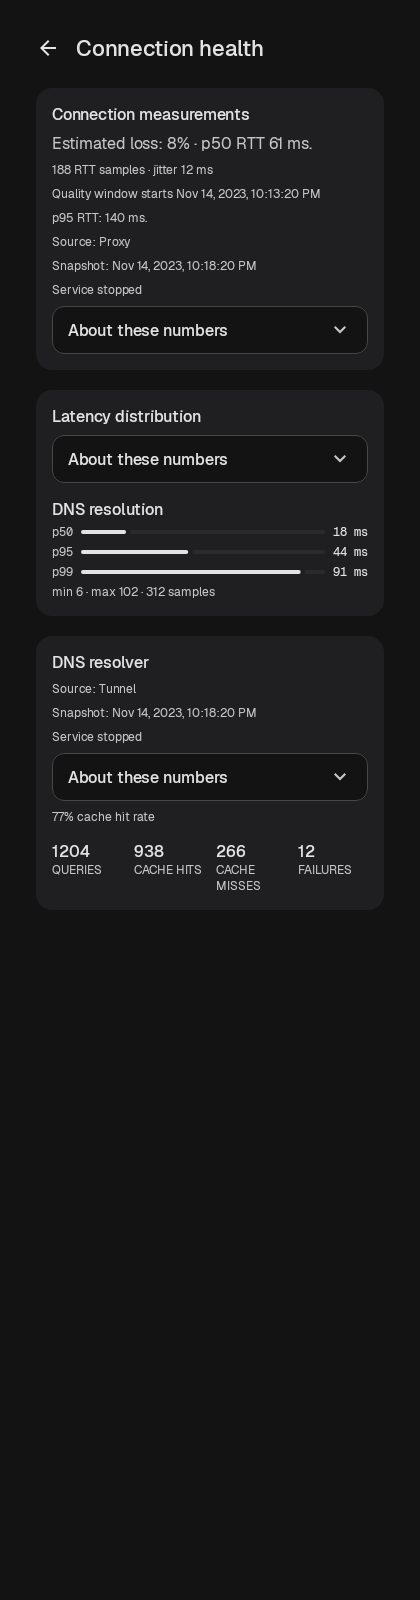 Connection health
Connection measurements
Estimated loss: 8% · p50 RTT 61 ms.
188 RTT samples · jitter 12 ms
Quality window starts Nov 14, 2023, 10:13:20 PM
p95 RTT: 140 ms.
Source: Proxy
Snapshot: Nov 14, 2023, 10:18:20 PM
Service stopped
About these numbers
Latency distribution
About these numbers
DNS resolution
p50 18 ms
p95 44 ms
p99 91 ms
min 6 · max 102 · 312 samples
DNS resolver
Source: Tunnel
Snapshot: Nov 14, 2023, 10:18:20 PM
Service stopped
About these numbers
77% cache hit rate
1204 938 266 12
QUERIES CACHE HITS CACHE FAILURES
MISSES